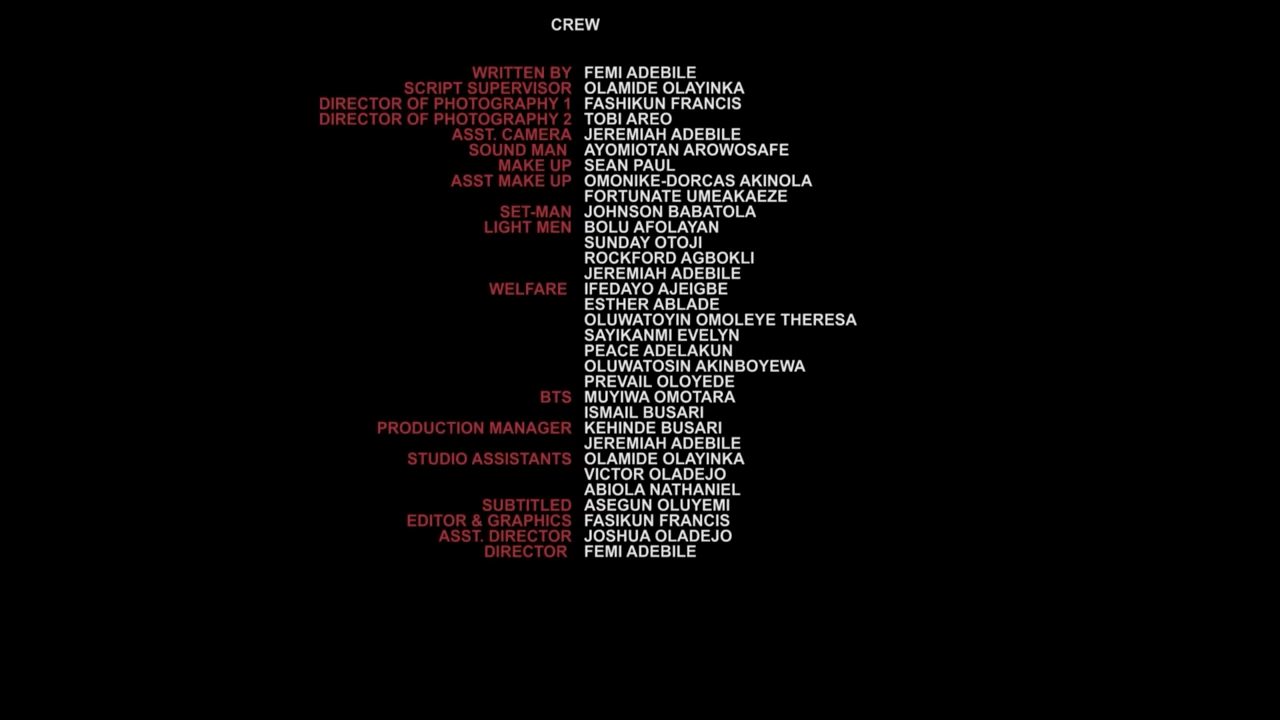 CREW
WRITTEN BY FEMI ADEBILE
SCRIPT SUPERVISOR OLAMIDE OLAYINKA
DIRECTOR OF PHOTOGRAPHY 1 FASHIKUN FRANCIS
DIRECTOR OF PHOTOGRAPHY 2 TOBI AREO
ASST. CAMERA JEREMIAH ADEBILE
SOUND MAN AYOMIOTAN AROWOSAFE
MAKE UP SEAN PAUL
ASST MAKE UP OMONIKE-DORCAS AKINOLA
FORTUNATE UMEAKAEZE
SET-MAN JOHNSON BABATOLA
LIGHT MEN BOLU AFOLAYAN
SUNDAY OTOJI
ROCKFORD AGBOKLI
JEREMIAH ADEBILE
WELFARE IFEDAYO AJEIGBE
ESTHER ABLADE
OLUWATOYIN OMOLEYE THERESA
SAYIKANMI EVELYN
PEACE ADELAKUN
OLUWATOSIN AKINBOYEWA
PREVAIL OLOYEDE
BTS MUYIWA OMOTARA
ISMAIL BUSARI
PRODUCTION MANAGER KEHINDE BUSARI
JEREMIAH ADEBILE
STUDIO ASSISTANTS OLAMIDE OLAYINKA
VICTOR OLADEJO
ABIOLA NATHANIEL
SUBTITLED ASEGUN OLUYEMI
EDITOR & GRAPHICS FASIKUN FRANCIS
ASST. DIRECTOR JOSHUA OLADEJO
DIRECTOR FEMI ADEBILE